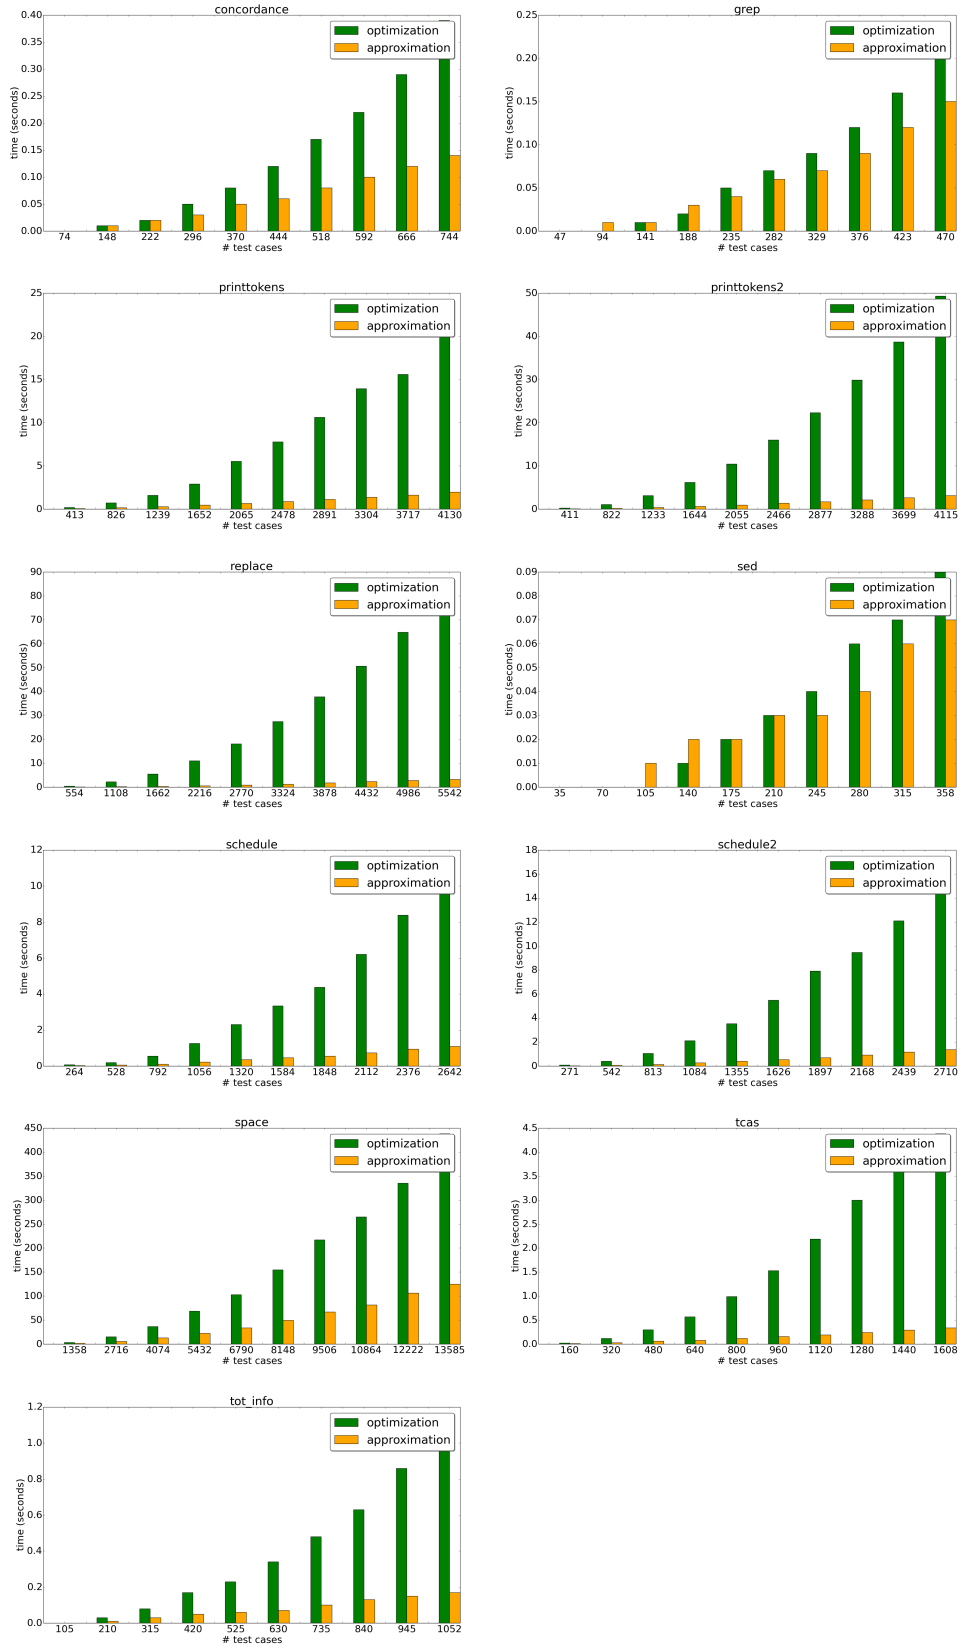 concordance
optimization
approximation
time (seconds)
0.40
0.35
0.30
0.25
0.20
0.15
0.10
0.05
0.00
74 148 222 296 370 444 518 592 666 744
# test cases
grep
optimization
approximation
time (seconds)
0.25
0.20
0.15
0.10
0.05
0.00
47 94 141 188 235 282 329 376 423 470
# test cases
printtokens
optimization
approximation
time (seconds)
25
20
15
10
5
0
413 826 1239 1652 2065 2478 2891 3304 3717 4130
# test cases
printtokens2
optimization
approximation
time (seconds)
50
40
30
20
10
0
411 822 1233 1644 2055 2466 2877 3288 3699 4115
# test cases
replace
optimization
approximation
time (seconds)
90
80
70
60
50
40
30
20
10
0
554 1108 1662 2216 2770 3324 3878 4432 4986 5542
# test cases
sed
optimization
approximation
time (seconds)
0.09
0.08
0.07
0.06
0.05
0.04
0.03
0.02
0.01
0.00
35 70 105 140 175 210 245 280 315 358
# test cases
schedule
optimization
approximation
time (seconds)
12
10
8
6
4
2
0
264 528 792 1056 1320 1584 1848 2112 2376 2642
# test cases
schedule2
optimization
approximation
time (seconds)
18
16
14
12
10
8
6
4
2
0
271 542 813 1084 1355 1626 1897 2168 2439 2710
# test cases
space
optimization
approximation
time (seconds)
450
400
350
300
250
200
150
100
50
0
1358 2716 4074 5432 6790 8148 9506 10864 12222 13585
# test cases
tcas
optimization
approximation
time (seconds)
4.5
4.0
3.5
3.0
2.5
2.0
1.5
1.0
0.5
0.0
160 320 480 640 800 960 1120 1280 1440 1608
# test cases
tot_info
optimization
approximation
time (seconds)
1.2
1.0
0.8
0.6
0.4
0.2
0.0
105 210 315 420 525 630 735 840 945 1052
# test cases